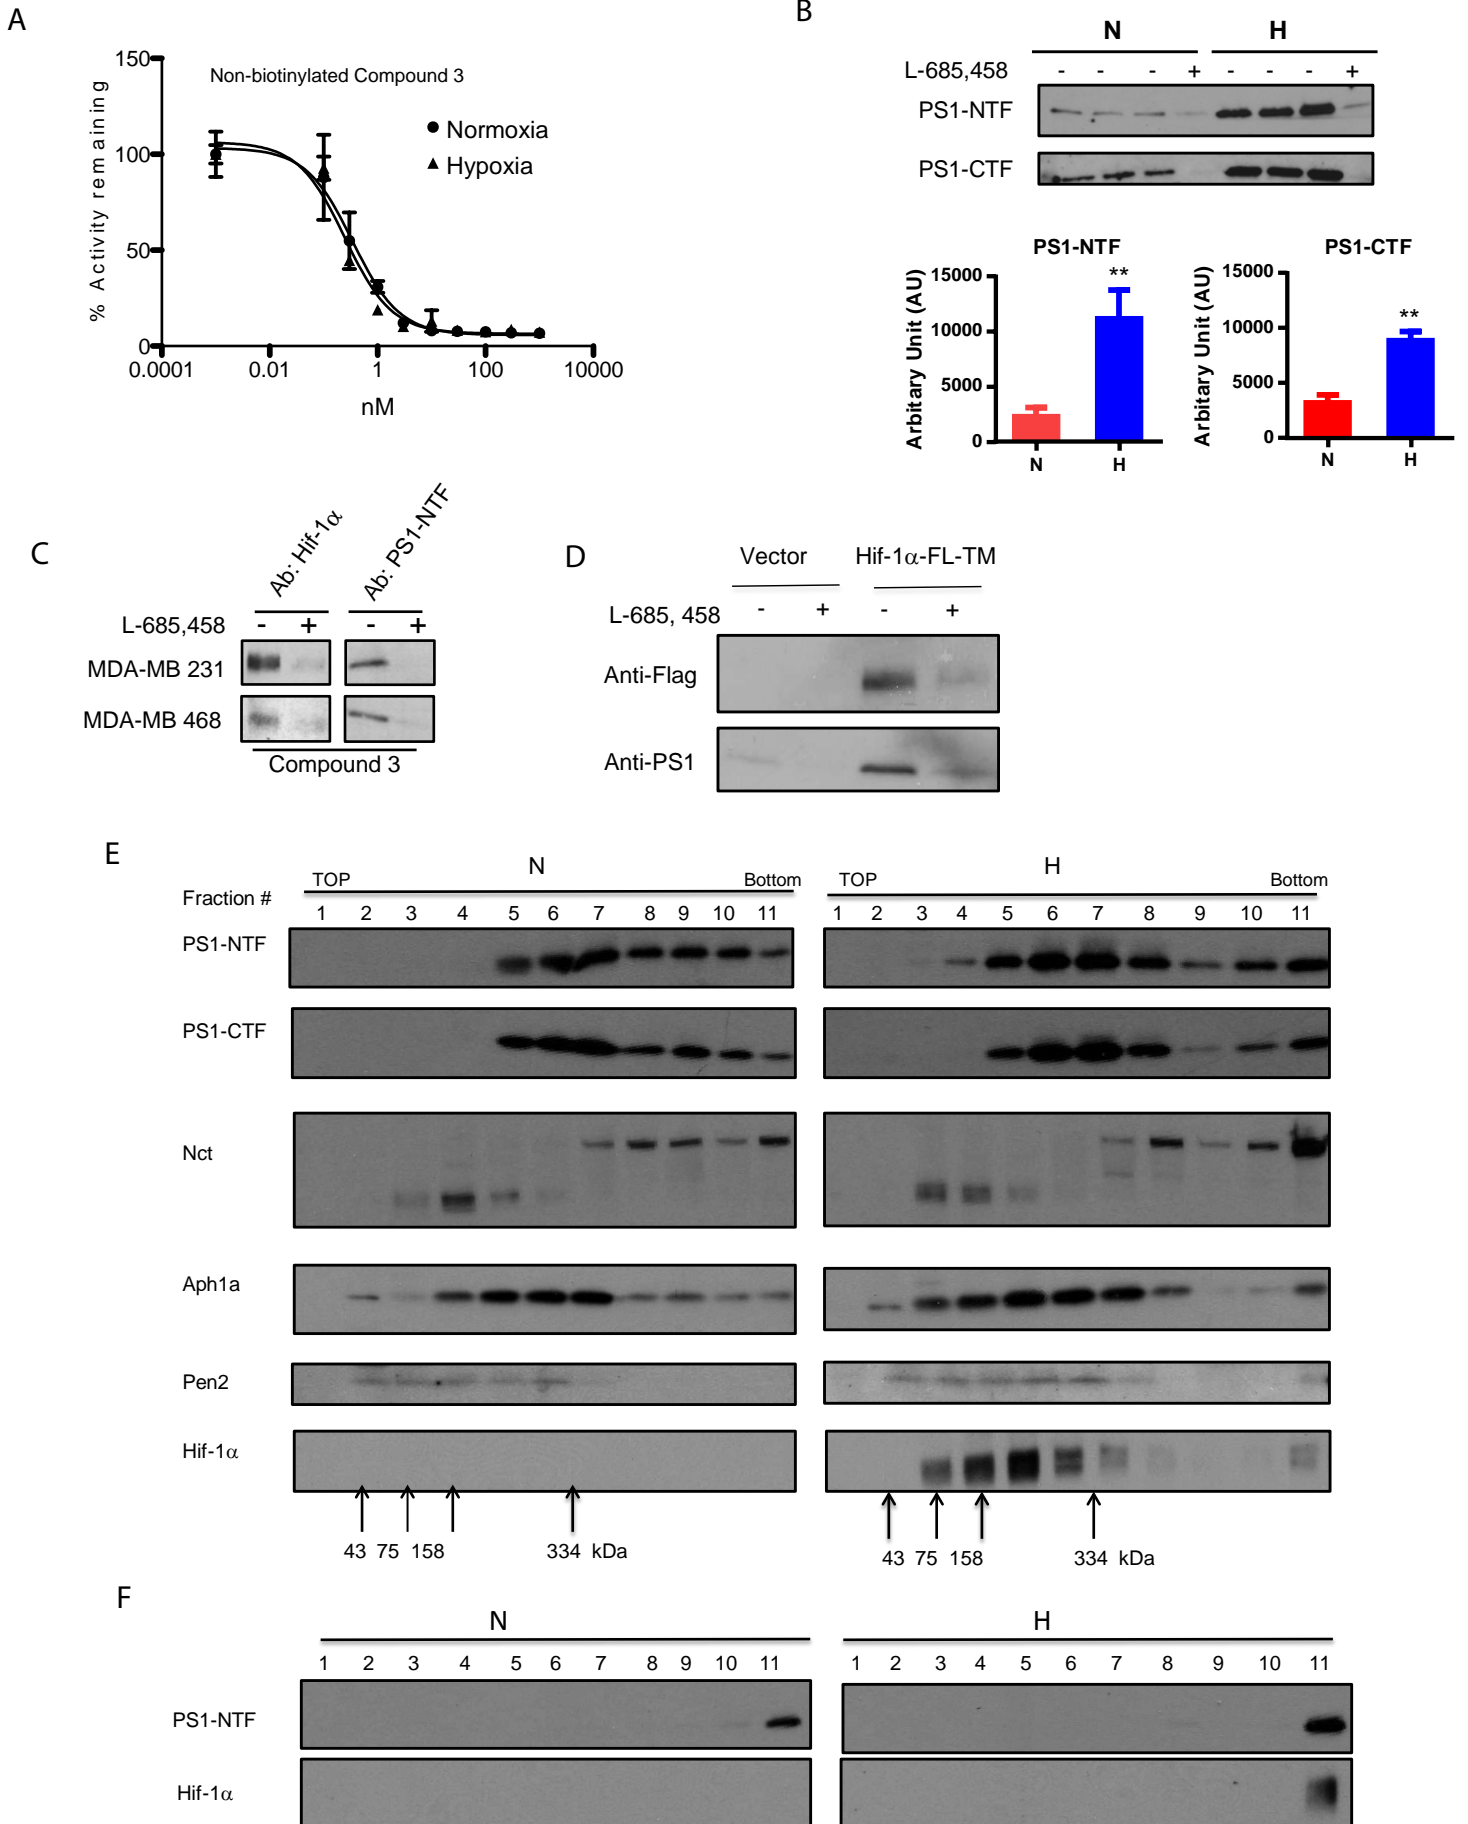 A
150
100
50
0
% Activity remaining
Non-biotinylated Compound 3
Normoxia
Hypoxia
0.0001 0.01 1 100 10000
nM
B
N H
L-685,458 - - - + - - - +
PS1-NTF
PS1-CTF
PS1-NTF
Arbitary Unit (AU)
15000
10000
5000
0
**
N H
PS1-CTF
Arbitary Unit (AU)
15000
10000
5000
0
**
N H
C
Ab: Hif-1α
Ab: PS1-NTF
L-685,458 - + - +
MDA-MB 231
MDA-MB 468
Compound 3
D
Vector Hif-1α-FL-TM
L-685, 458 - + - +
Anti-Flag
Anti-PS1
E
N H
TOP Bottom TOP Bottom
Fraction #
1 2 3 4 5 6 7 8 9 10 11 1 2 3 4 5 6 7 8 9 10 11
PS1-NTF
PS1-CTF
Nct
Aph1a
Pen2
Hif-1α
43 75 158 334 kDa 43 75 158 334 kDa
F
N H
1 2 3 4 5 6 7 8 9 10 11 1 2 3 4 5 6 7 8 9 10 11
PS1-NTF
Hif-1α